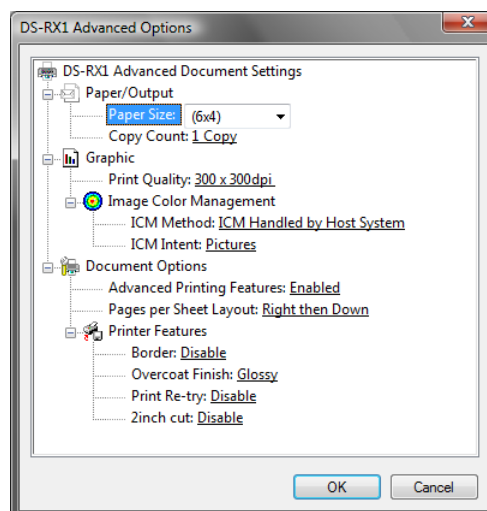 DS-RX1 Advanced Options
DS-RX1 Advanced Document Settings
Paper/Output
Paper Size: (6x4)
Copy Count: 1 Copy
Graphic
Print Quality: 300 x 300dpi
Image Color Management
ICM Method: ICM Handled by Host System
ICM Intent: Pictures
Document Options
Advanced Printing Features: Enabled
Pages per Sheet Layout: Right then Down
Printer Features
Border: Disable
Overcoat Finish: Glossy
Print Re-try: Disable
2inch cut: Disable
OK Cancel